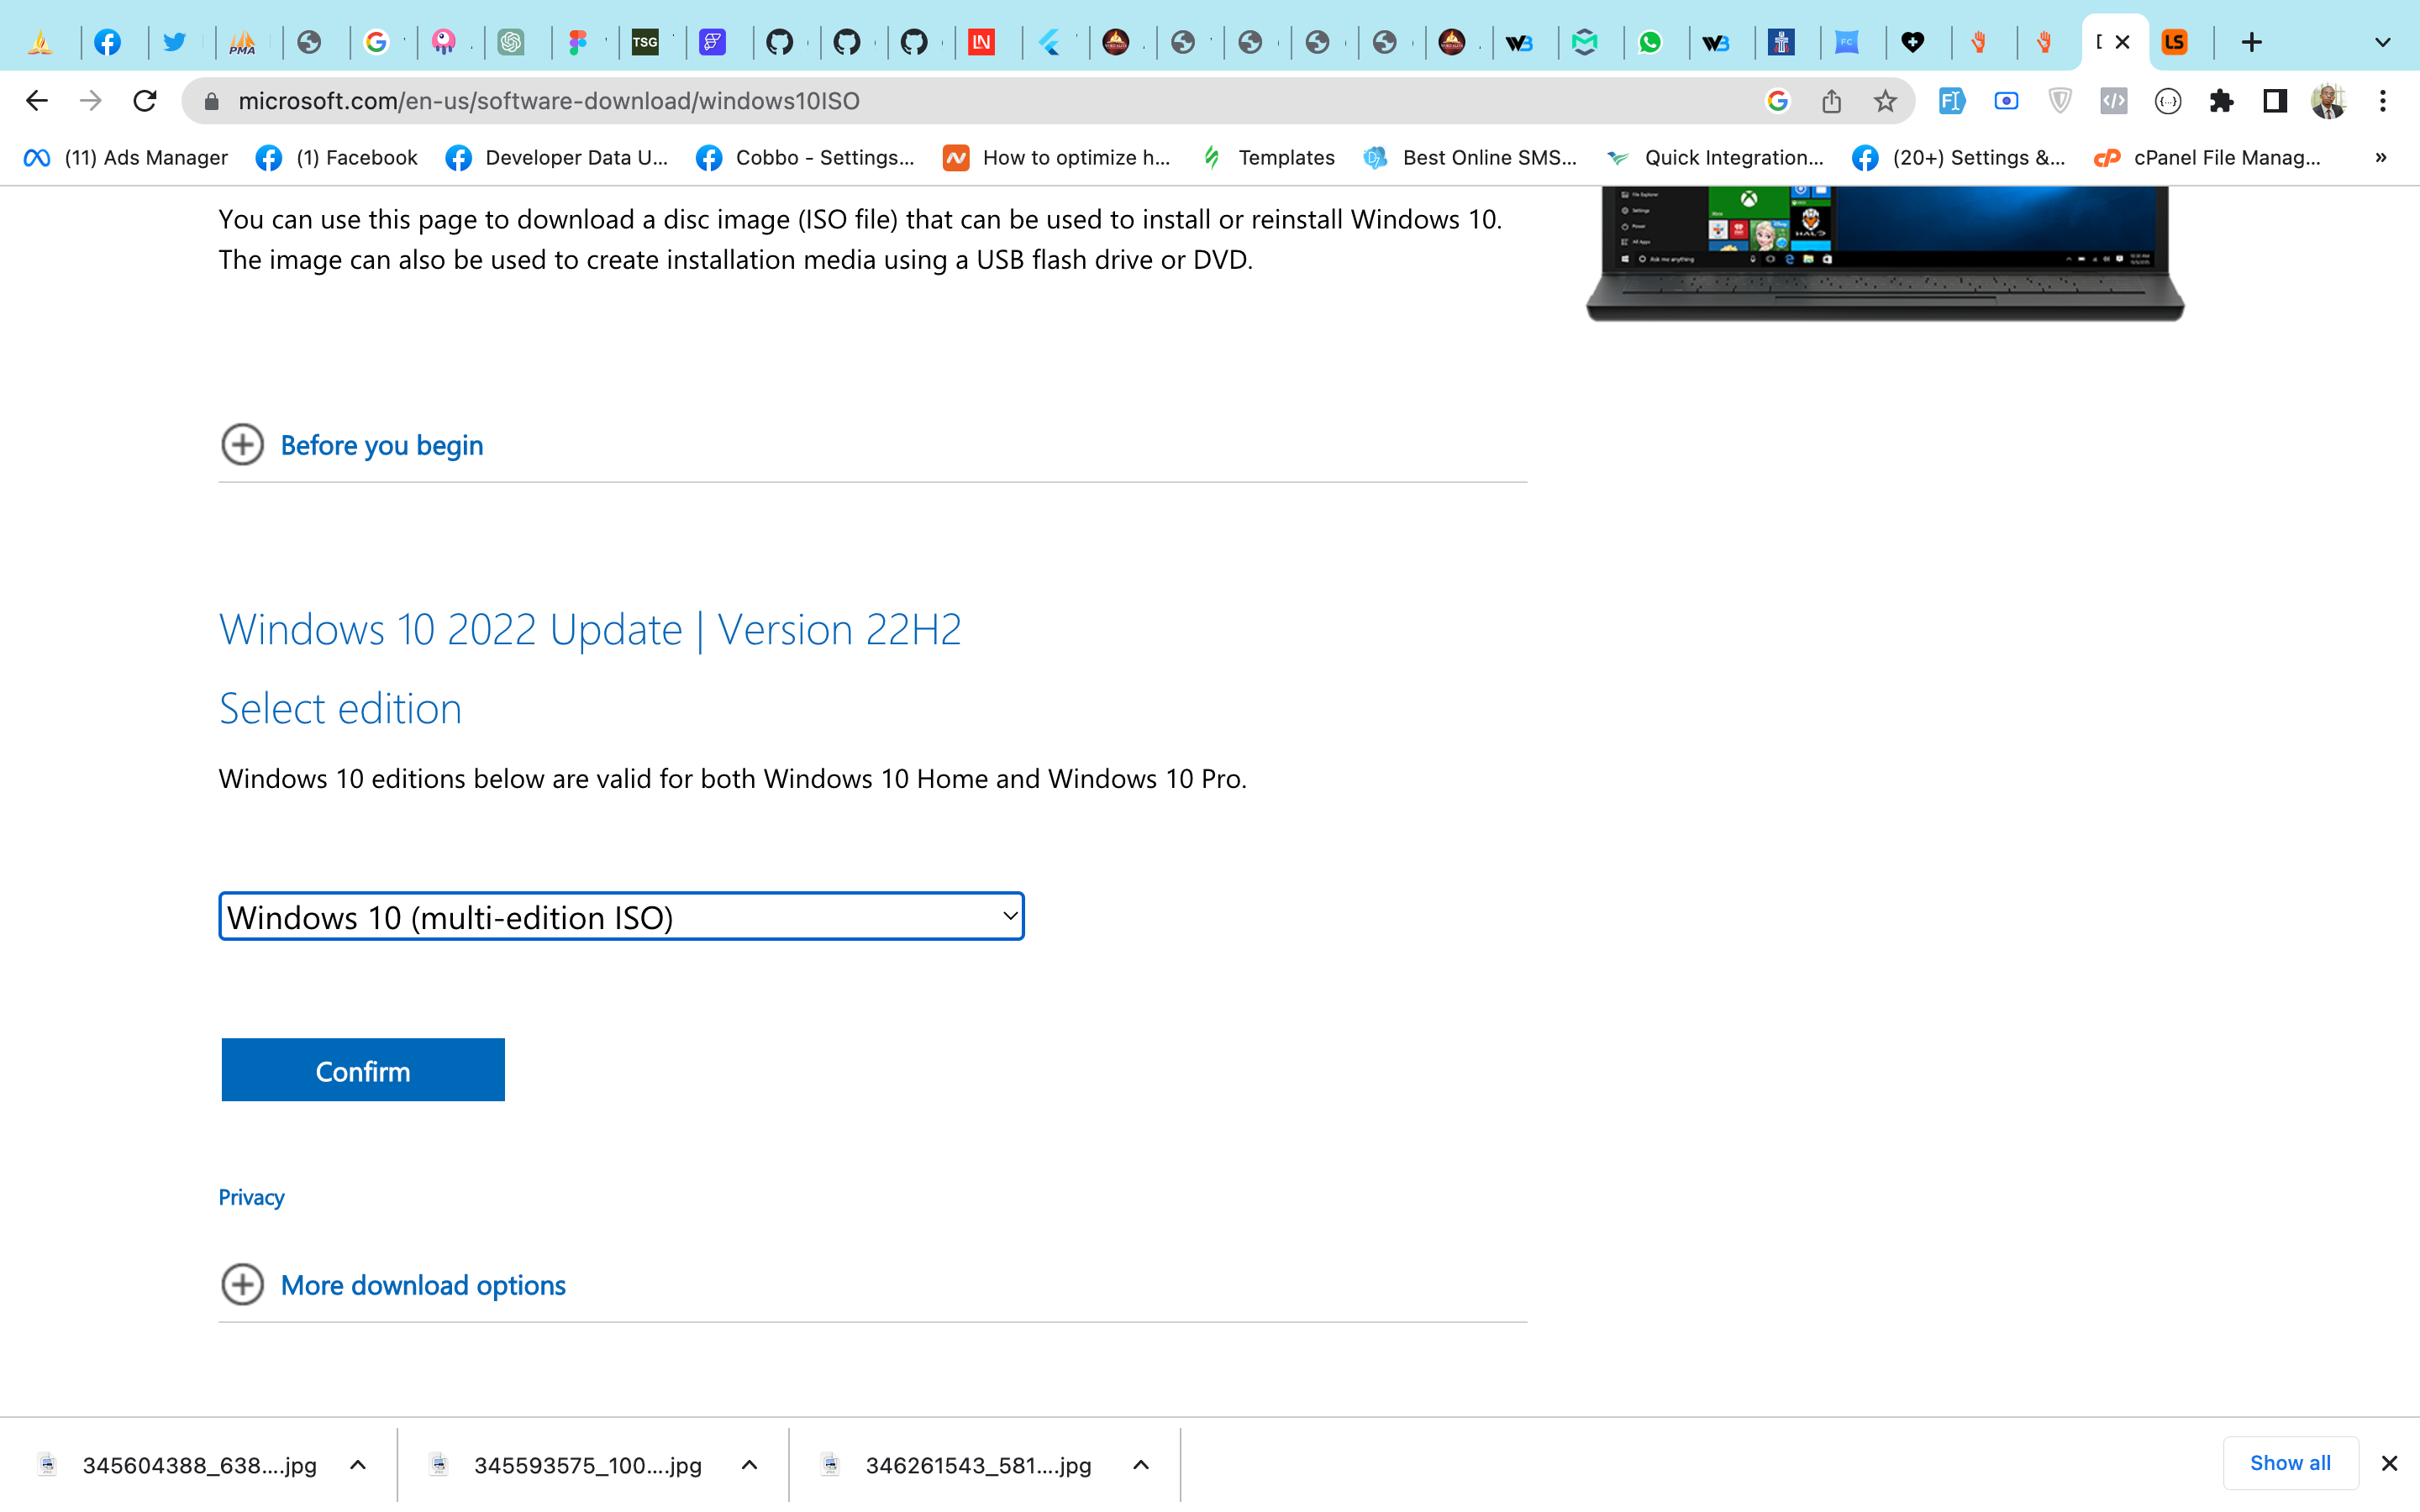 TSG
microsoft.com/en-us/software-download/windows10ISO
(11) Ads Manager
(1) Facebook
Developer Data U...
Cobbo - Settings...
How to optimize h...
Templates
Best Online SMS...
Quick Integration...
(20+) Settings &...
cPanel File Manag...
»
You can use this page to download a disc image (ISO file) that can be used to install or reinstall Windows 10.
The image can also be used to create installation media using a USB flash drive or DVD.
Before you begin
Windows 10 2022 Update | Version 22H2
Select edition
Windows 10 editions below are valid for both Windows 10 Home and Windows 10 Pro.
Windows 10 (multi-edition ISO)
Confirm
Privacy
More download options
345604388_638....jpg
345593575_100....jpg
346261543_581....jpg
Show all